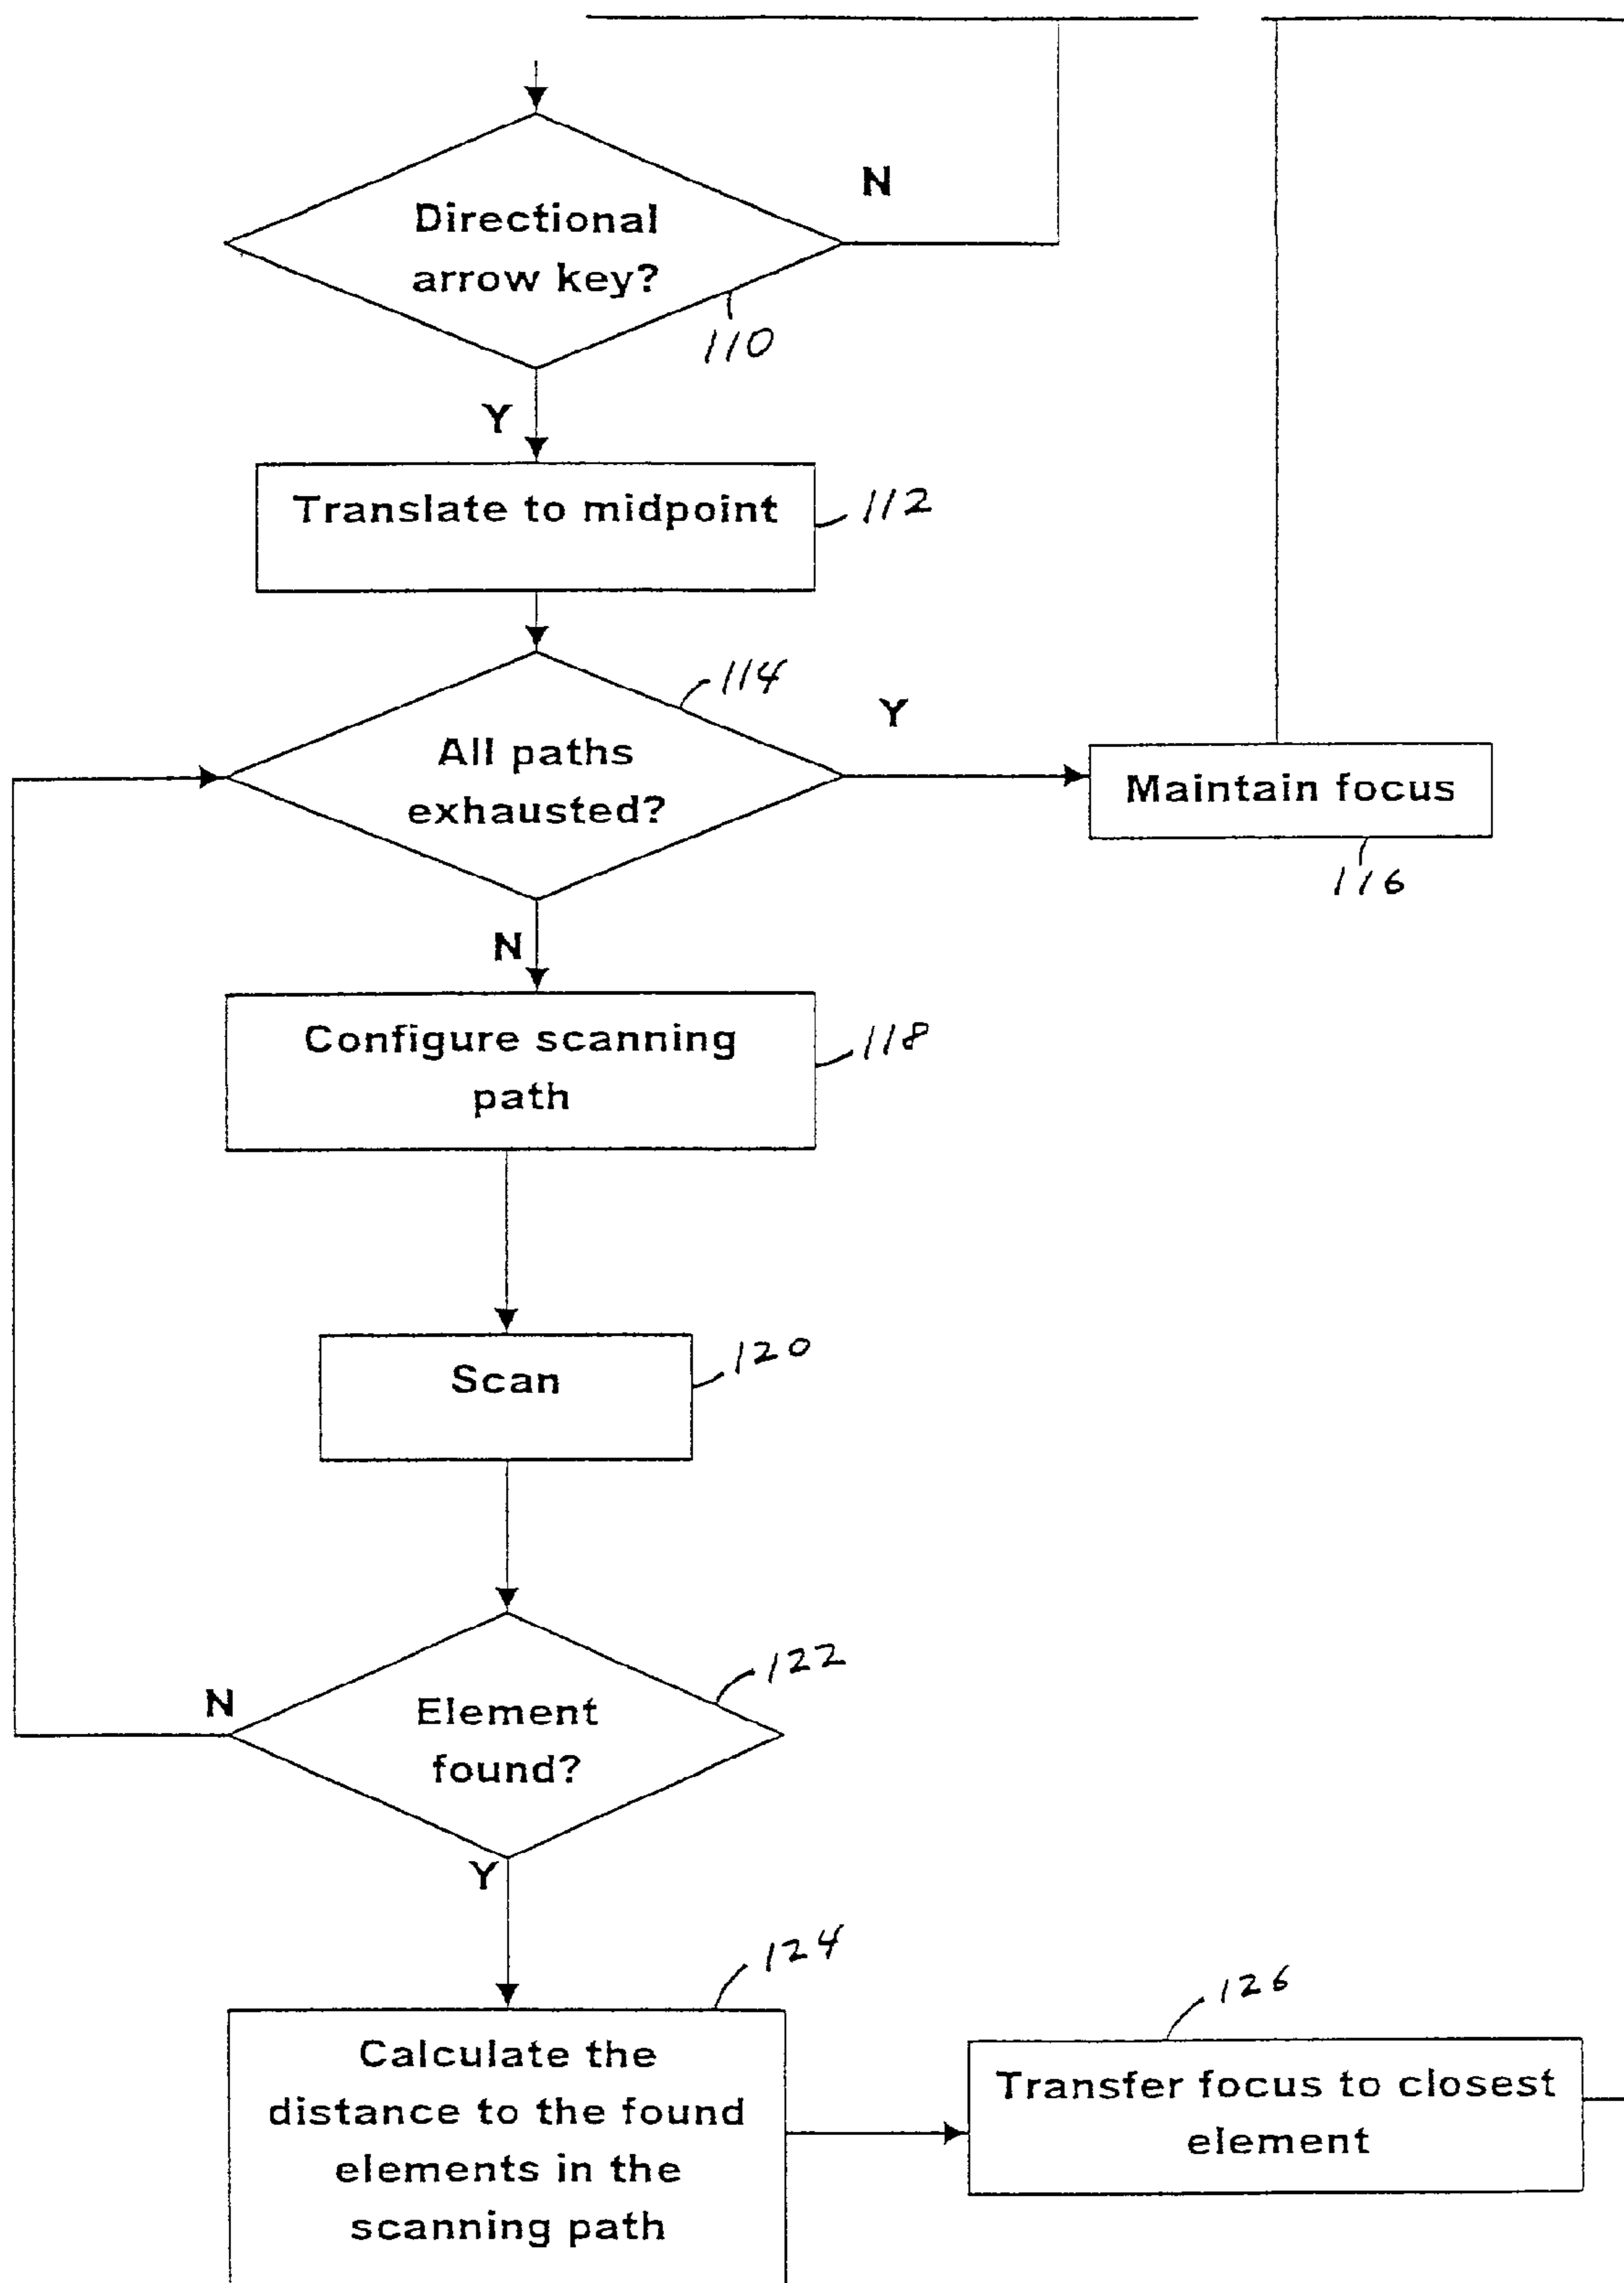 N
Directional
arrow key?
110
Y
Translate to midpoint
112
114
Y
All paths
exhausted?
Maintain focus
116
N
Configure scanning
path
118
Scan
120
122
N
Element
found?
Y
124
Calculate the
distance to the found
elements in the
scanning path
126
Transfer focus to closest
element